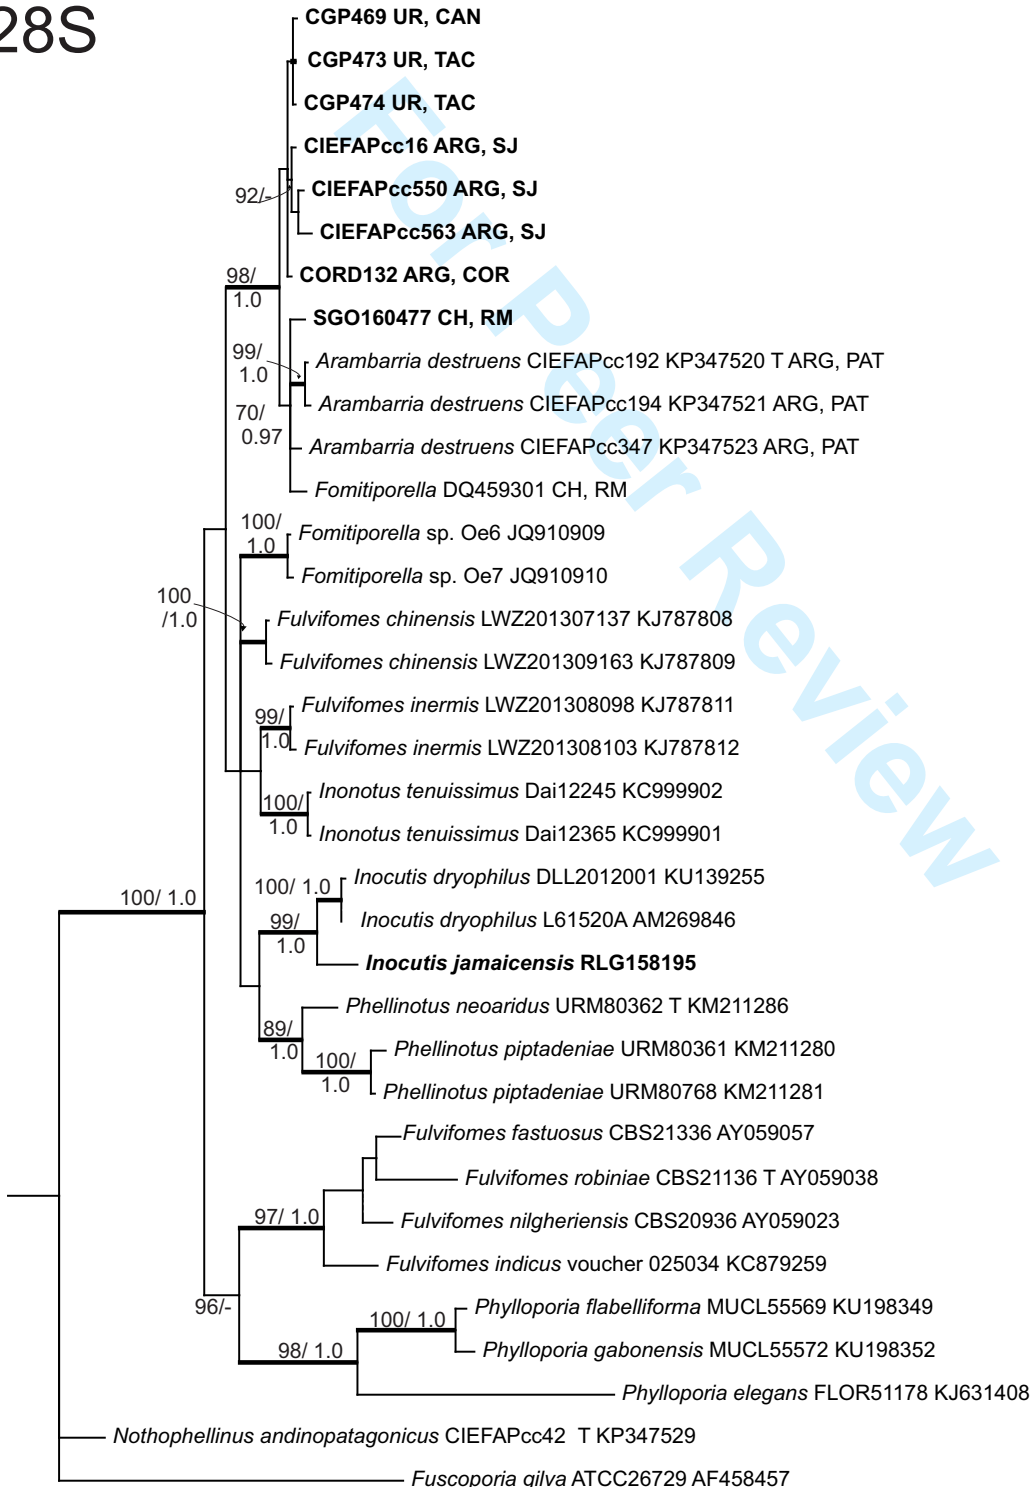 28S
CGP469 UR, CAN
CGP473 UR, TAC
CGP474 UR, TAC
CIEFAPcc16 ARG, SJ
CIEFAPcc550 ARG, SJ
92/-
CIEFAPcc563 ARG, SJ
CORD132 ARG, COR
98/
1.0
SGO160477 CH, RM
99/
1.0
Arambarria destruens CIEFAPcc192 KP347520 T ARG, PAT
Arambarria destruens CIEFAPcc194 KP347521 ARG, PAT
70/
0.97
Arambarria destruens CIEFAPcc347 KP347523 ARG, PAT
Fomitiporella DQ459301 CH, RM
100/
1.0
Fomitiporella sp. Oe6 JQ910909
Fomitiporella sp. Oe7 JQ910910
100
/1.0
Fulvifomes chinensis LWZ201307137 KJ787808
Fulvifomes chinensis LWZ201309163 KJ787809
Fulvifomes inermis LWZ201308098 KJ787811
99/
1.0
Fulvifomes inermis LWZ201308103 KJ787812
Inonotus tenuissimus Dai12245 KC999902
100/
1.0
Inonotus tenuissimus Dai12365 KC999901
Inocutis dryophilus DLL2012001 KU139255
100/ 1.0
100/ 1.0
Inocutis dryophilus L61520A AM269846
99/
1.0
Inocutis jamaicensis RLG158195
Phellinotus neoaridus URM80362 T KM211286
89/
1.0
Phellinotus piptadeniae URM80361 KM211280
100/
1.0
Phellinotus piptadeniae URM80768 KM211281
Fulvifomes fastuosus CBS21336 AY059057
Fulvifomes robiniae CBS21136 T AY059038
97/ 1.0
Fulvifomes nilgheriensis CBS20936 AY059023
Fulvifomes indicus voucher 025034 KC879259
96/-
Phylloporia flabelliforma MUCL55569 KU198349
100/ 1.0
Phylloporia gabonensis MUCL55572 KU198352
98/ 1.0
Phylloporia elegans FLOR51178 KJ631408
Nothophellinus andinopatagonicus CIEFAPcc42 T KP347529
Fuscoporia gilva ATCC26729 AF458457
For Peer Review